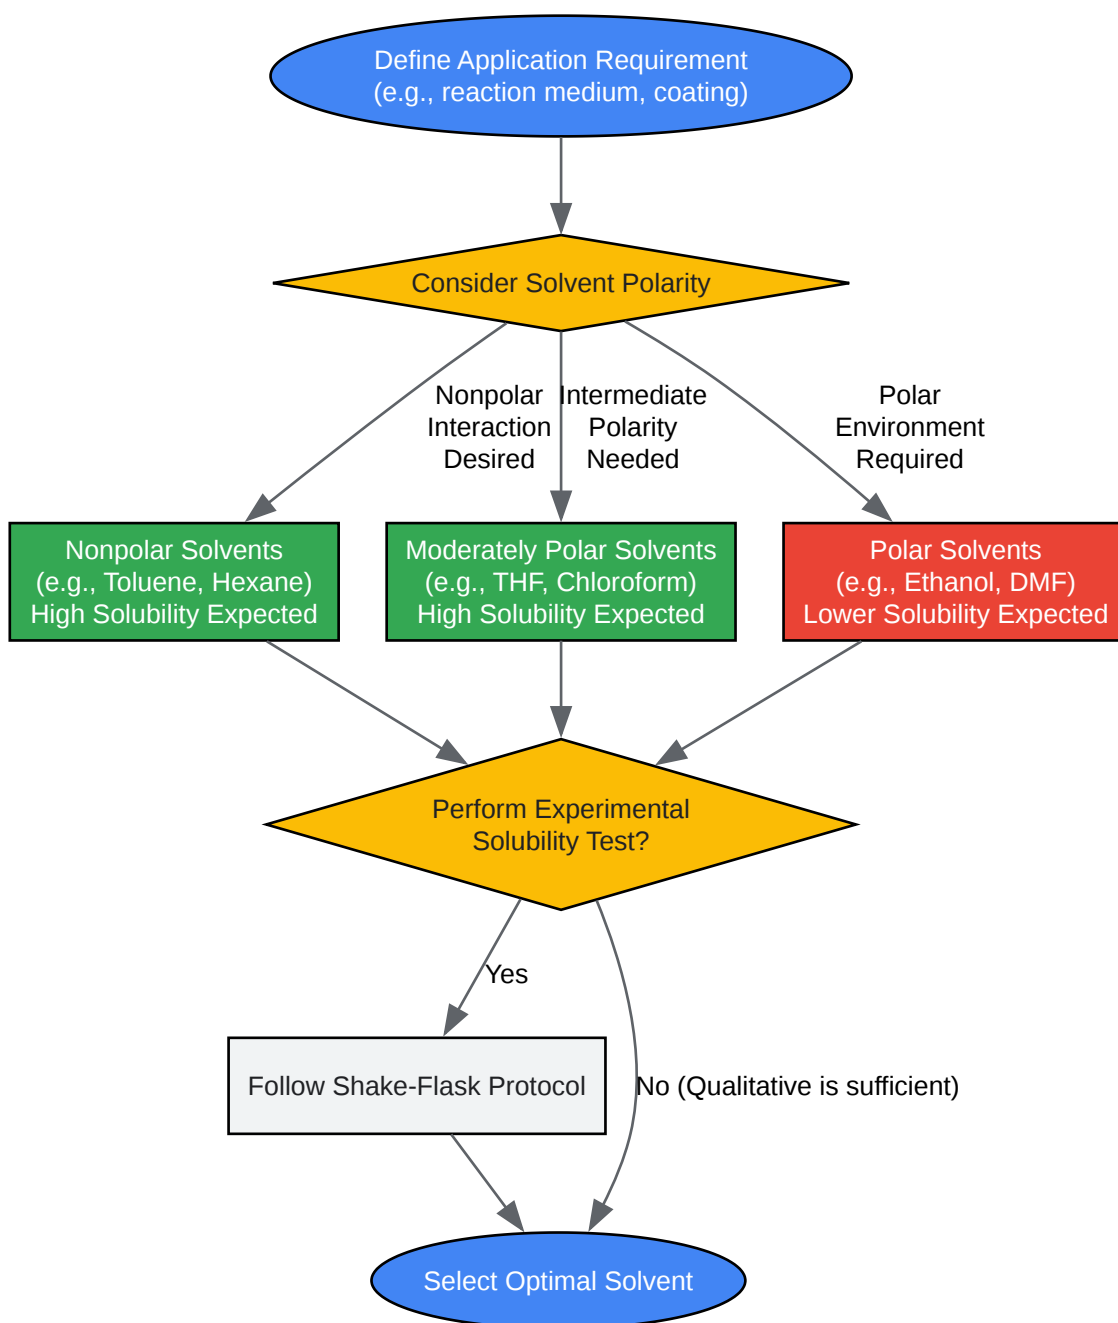 Define Application Requirement
(e.g., reaction medium, coating)
Consider Solvent Polarity
Nonpolar
Interaction
Desired
Intermediate
Polarity
Needed
Polar
Environment
Required
Nonpolar Solvents
(e.g., Toluene, Hexane)
High Solubility Expected
Moderately Polar Solvents
(e.g., THF, Chloroform)
High Solubility Expected
Polar Solvents
(e.g., Ethanol, DMF)
Lower Solubility Expected
Perform Experimental
Solubility Test?
Yes
Follow Shake-Flask Protocol
No (Qualitative is sufficient)
Select Optimal Solvent